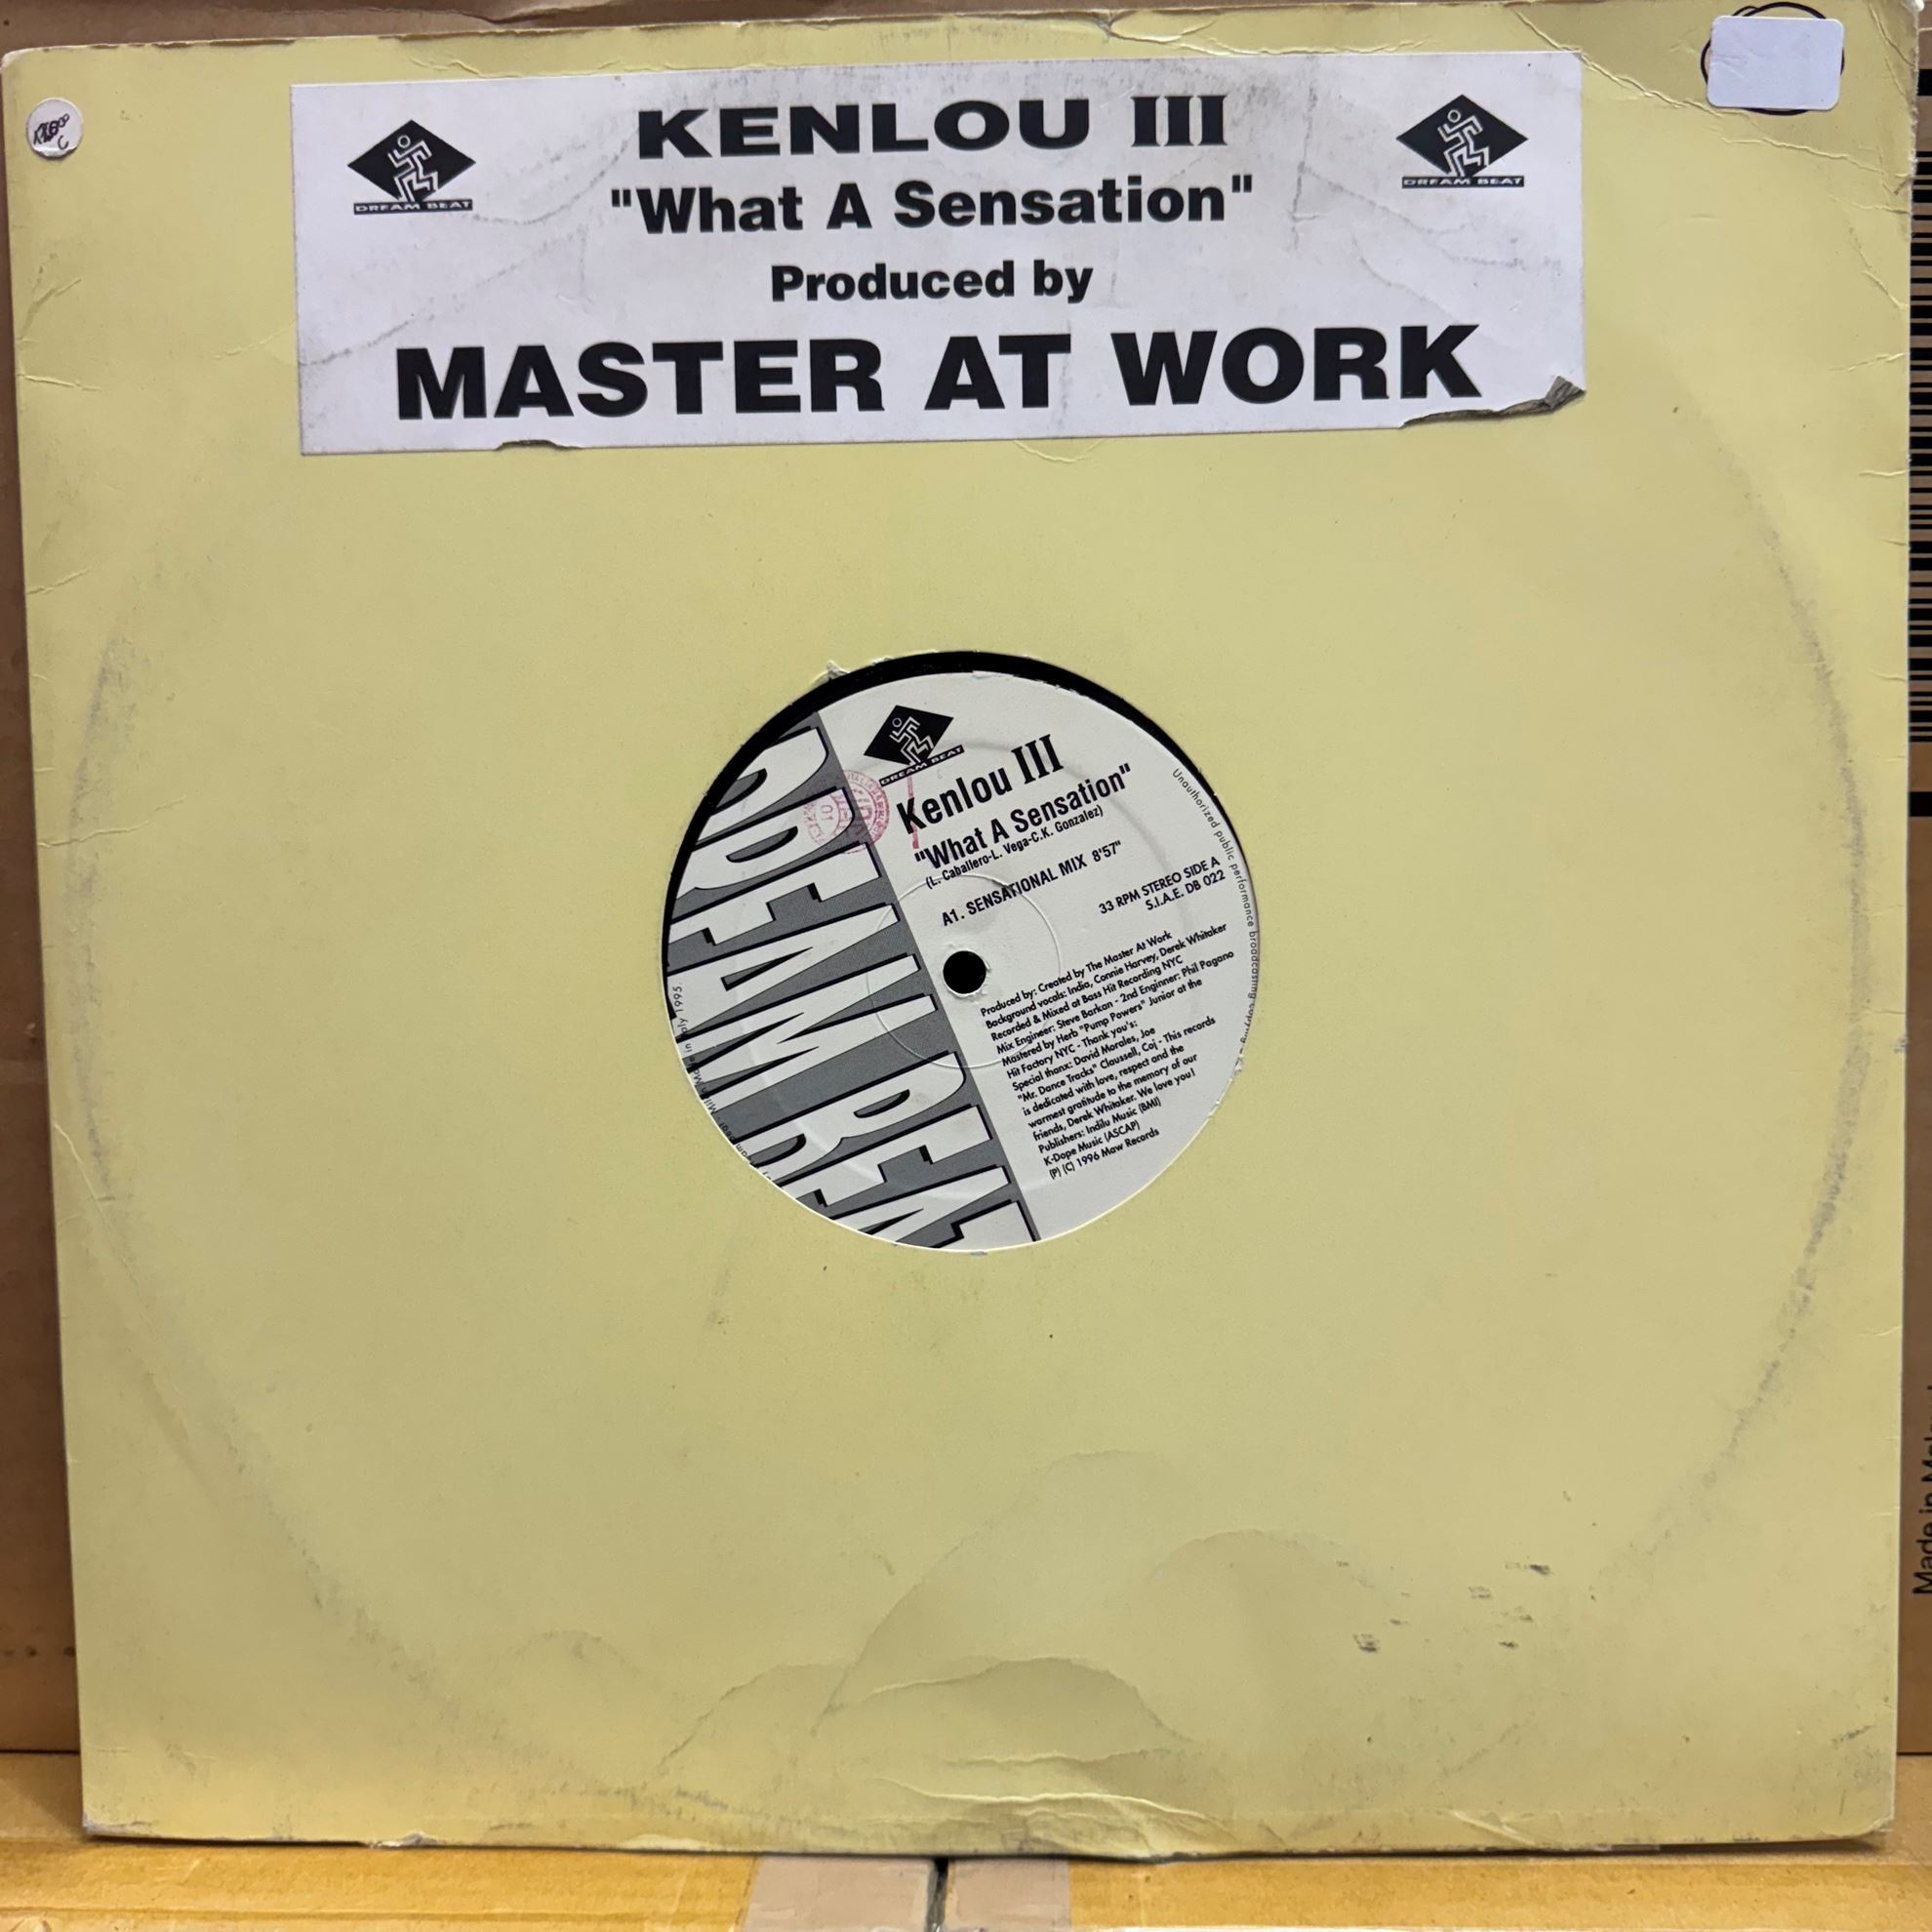 KENLOU III
"What A Sensation"
Produced by
MASTER AT WORK
DREAM BEAT
DREAM BEAT
DREAM BEAT
Kenlou III
"What A Sensation"
(L. Caballero-L. Vega-C.K. Gonzalez)
A1. SENSATIONAL MIX 8'57"
33 RPM STEREO SIDE A
S.I.A.E. DB 022
Produced by: Created by The Master At Work
Background vocals: India, Connie Harvey, Derek Whitaker
Recorded & Mixed at Bass Hit Recording NYC
Mix Engineer: Steve Barkan - 2nd Enginner: Phil Pagano
Mastered by Herb "Pump Powers" Junior at the
Hit Factory NYC - Thank you's:
Special thanx: David Morales, Joe
"Mr. Dance Tracks" Claussell, Caj - This records
is dedicated with love, respect and the
warmest gratitude to the memory of our
friends, Derek Whitaker. We love you!
Publishers: Indilu Music (BMI)
K-Dope Music (ASCAP)
(P) (C) 1996 Maw Records
Unauthorized public performance broadcasting copying
1995
DREAM BEA
Made in